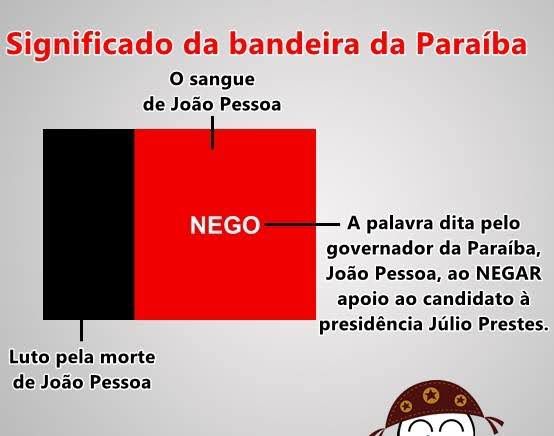 Significado da bandeira da Paraíba
O sangue
de João Pessoa
NEGO
A palavra dita pelo
governador da Paraíba,
João Pessoa, ao NEGAR
apoio ao candidato à
presidência Júlio Prestes.
Luto pela morte
de João Pessoa